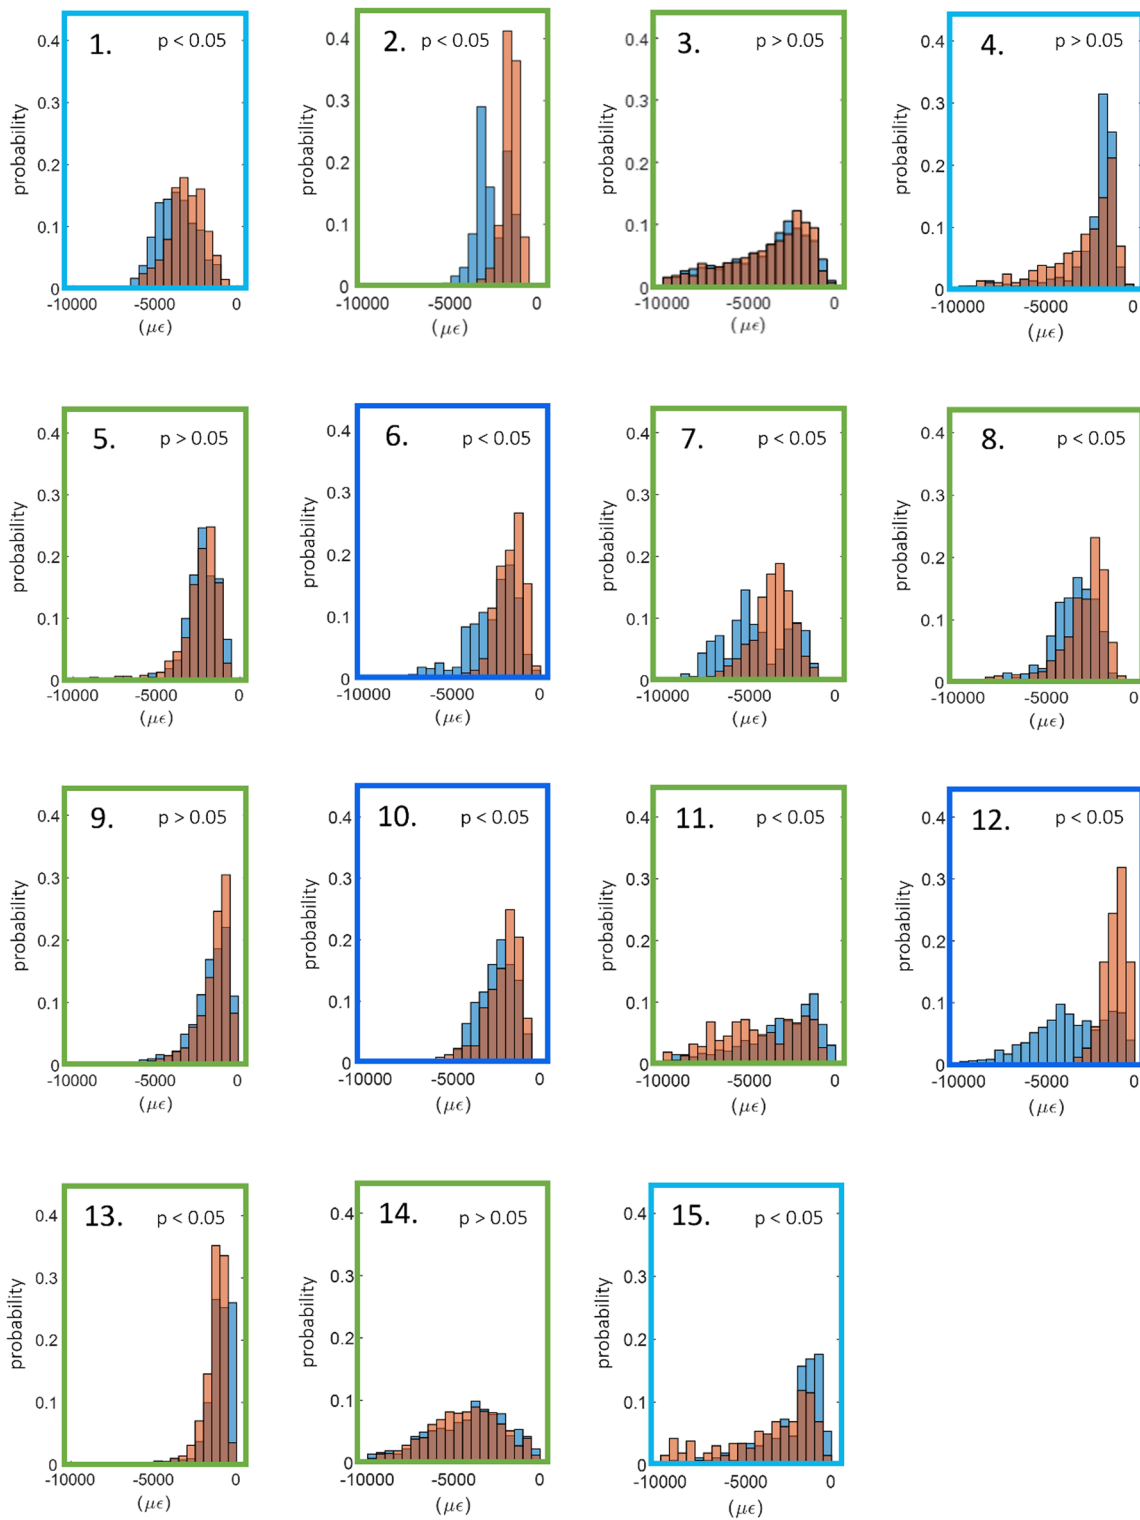 1. p < 0.05
probability
0.4
0.3
0.2
0.1
0
-10000 -5000 0
(με)
2. p < 0.05
probability
0.4
0.3
0.2
0.1
0
-10000 -5000 0
(με)
3. p > 0.05
probability
0.4
0.3
0.2
0.1
0
-10000 -5000 0
(με)
4. p > 0.05
probability
0.4
0.3
0.2
0.1
0
-10000 -5000 0
(με)
5. p > 0.05
probability
0.4
0.3
0.2
0.1
0
-10000 -5000 0
(με)
6. p < 0.05
probability
0.4
0.3
0.2
0.1
0
-10000 -5000 0
(με)
7. p < 0.05
probability
0.4
0.3
0.2
0.1
0
-10000 -5000 0
(με)
8. p < 0.05
probability
0.4
0.3
0.2
0.1
0
-10000 -5000 0
(με)
9. p > 0.05
probability
0.4
0.3
0.2
0.1
0
-10000 -5000 0
(με)
10. p < 0.05
probability
0.4
0.3
0.2
0.1
0
-10000 -5000 0
(με)
11. p < 0.05
probability
0.4
0.3
0.2
0.1
0
-10000 -5000 0
(με)
12. p < 0.05
probability
0.4
0.3
0.2
0.1
0
-10000 -5000 0
(με)
13. p < 0.05
probability
0.4
0.3
0.2
0.1
0
-10000 -5000 0
(με)
14. p > 0.05
probability
0.4
0.3
0.2
0.1
0
-10000 -5000 0
(με)
15. p < 0.05
probability
0.4
0.3
0.2
0.1
0
-10000 -5000 0
(με)